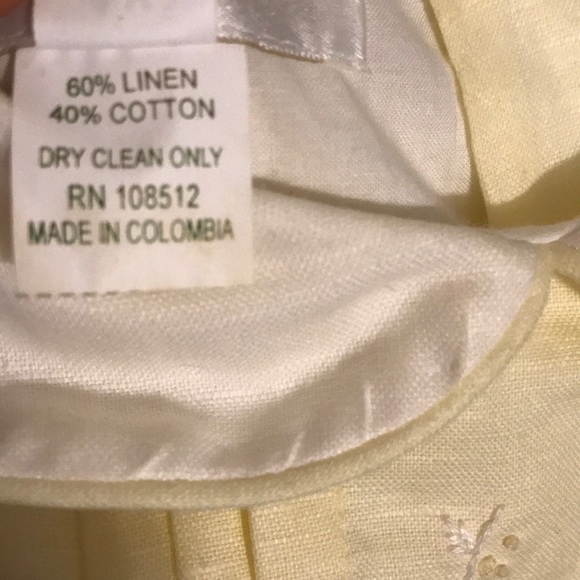 60% LINEN
40% COTTON
DRY CLEAN ONLY
RN 108512
MADE IN COLOMBIA